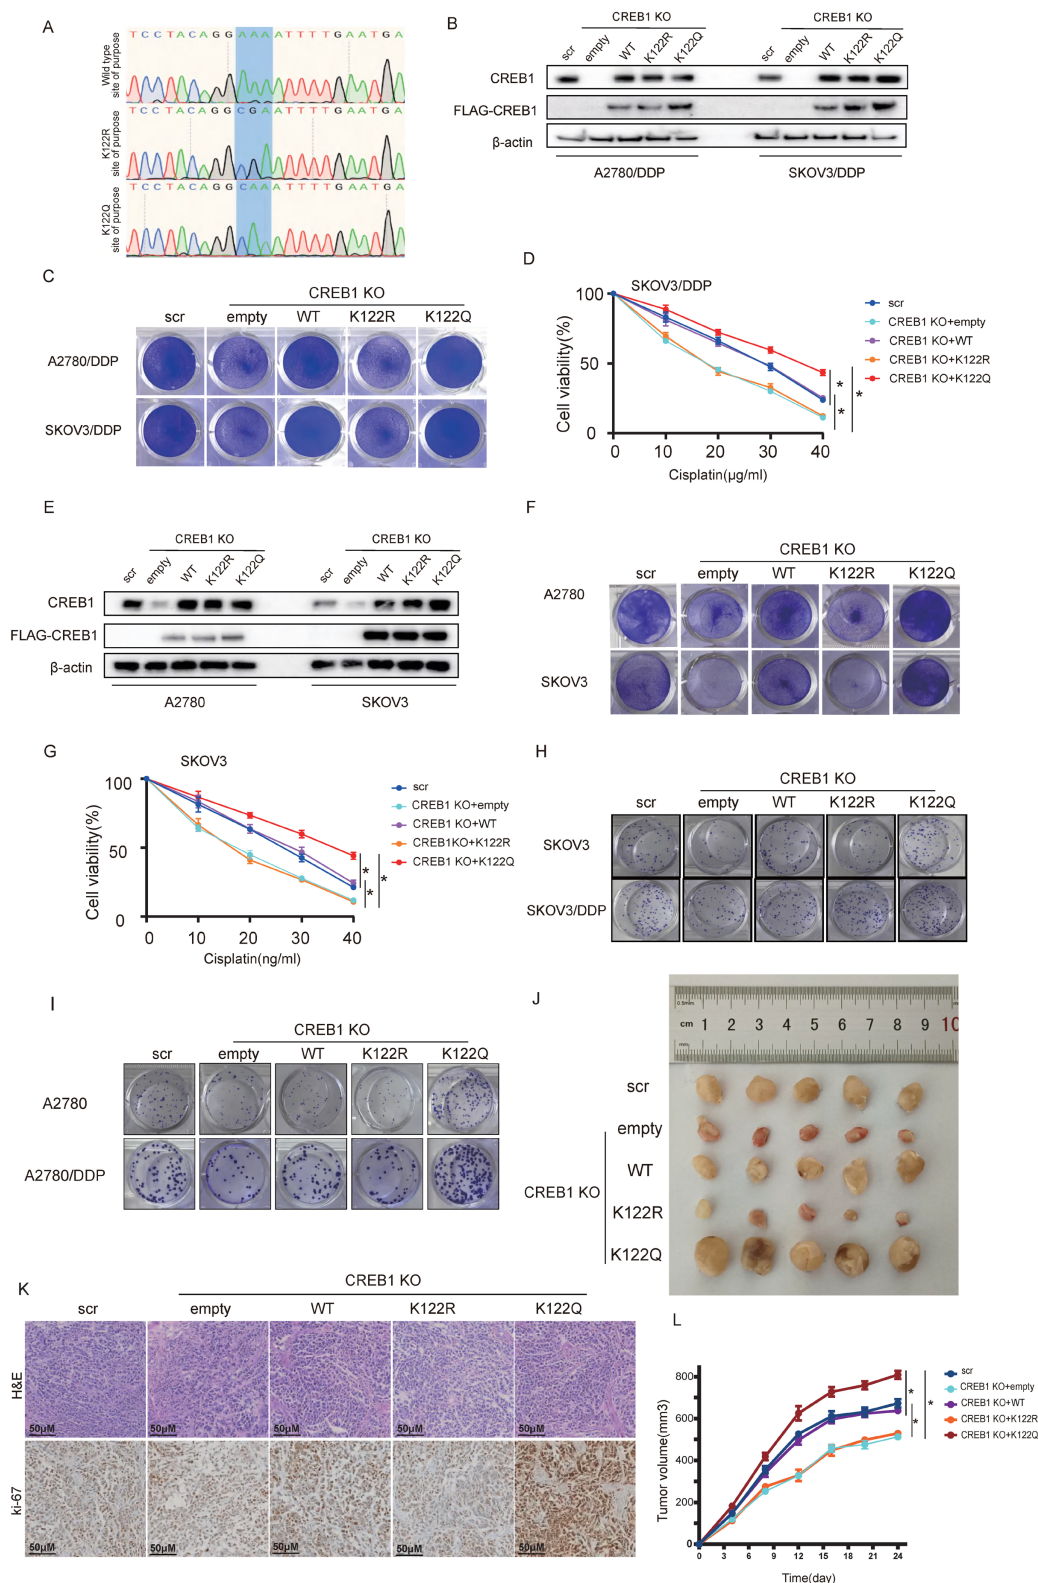 A
T C C T A C A G G A A A A T T T T G A A T G A
Wild type
site of purpose
T C C T A C A G G C G A A T T T T G A A T G A
K122R
site of purpose
T C C T A C A G G C A A A T T T T G A A T G A
K122Q
site of purpose
B
CREB1 KO
CREB1 KO
scr empty WT K122R K122Q
scr empty WT K122R K122Q
CREB1
FLAG-CREB1
β-actin
A2780/DDP
SKOV3/DDP
C
CREB1 KO
scr empty WT K122R K122Q
A2780/DDP
SKOV3/DDP
D
SKOV3/DDP
Cell viability(%)
100
50
0
0 10 20 30 40
Cisplatin(μg/ml)
scr
CREB1 KO+empty
CREB1 KO+WT
CREB1 KO+K122R
CREB1 KO+K122Q
*
*
*
E
CREB1 KO
CREB1 KO
scr empty WT K122R K122Q
scr empty WT K122R K122Q
CREB1
FLAG-CREB1
β-actin
A2780
SKOV3
F
CREB1 KO
scr empty WT K122R K122Q
A2780
SKOV3
G
SKOV3
Cell viability(%)
100
50
0
0 10 20 30 40
Cisplatin(ng/ml)
scr
CREB1 KO+empty
CREB1 KO+WT
CREB1KO+K122R
CREB1 KO+K122Q
*
*
*
H
CREB1 KO
scr empty WT K122R K122Q
SKOV3
SKOV3/DDP
I
CREB1 KO
scr empty WT K122R K122Q
A2780
A2780/DDP
J
0.5mm
cm 1 2 3 4 5 6 7 8 9 10
mm
scr
empty
WT
CREB1 KO
K122R
K122Q
K
CREB1 KO
scr empty WT K122R K122Q
H&E
50μM 50μM 50μM 50μM 50μM
ki-67
50μM 50μM 50μM 50μM 50μM
L
Tumor volume(mm3)
800
600
400
200
0
0 3 6 9 12 15 18 21 24
Time(day)
scr
CREB1 KO+empty
CREB1 KO+WT
CREB1 KO+K122R
CREB1 KO+K122Q
*
*
*